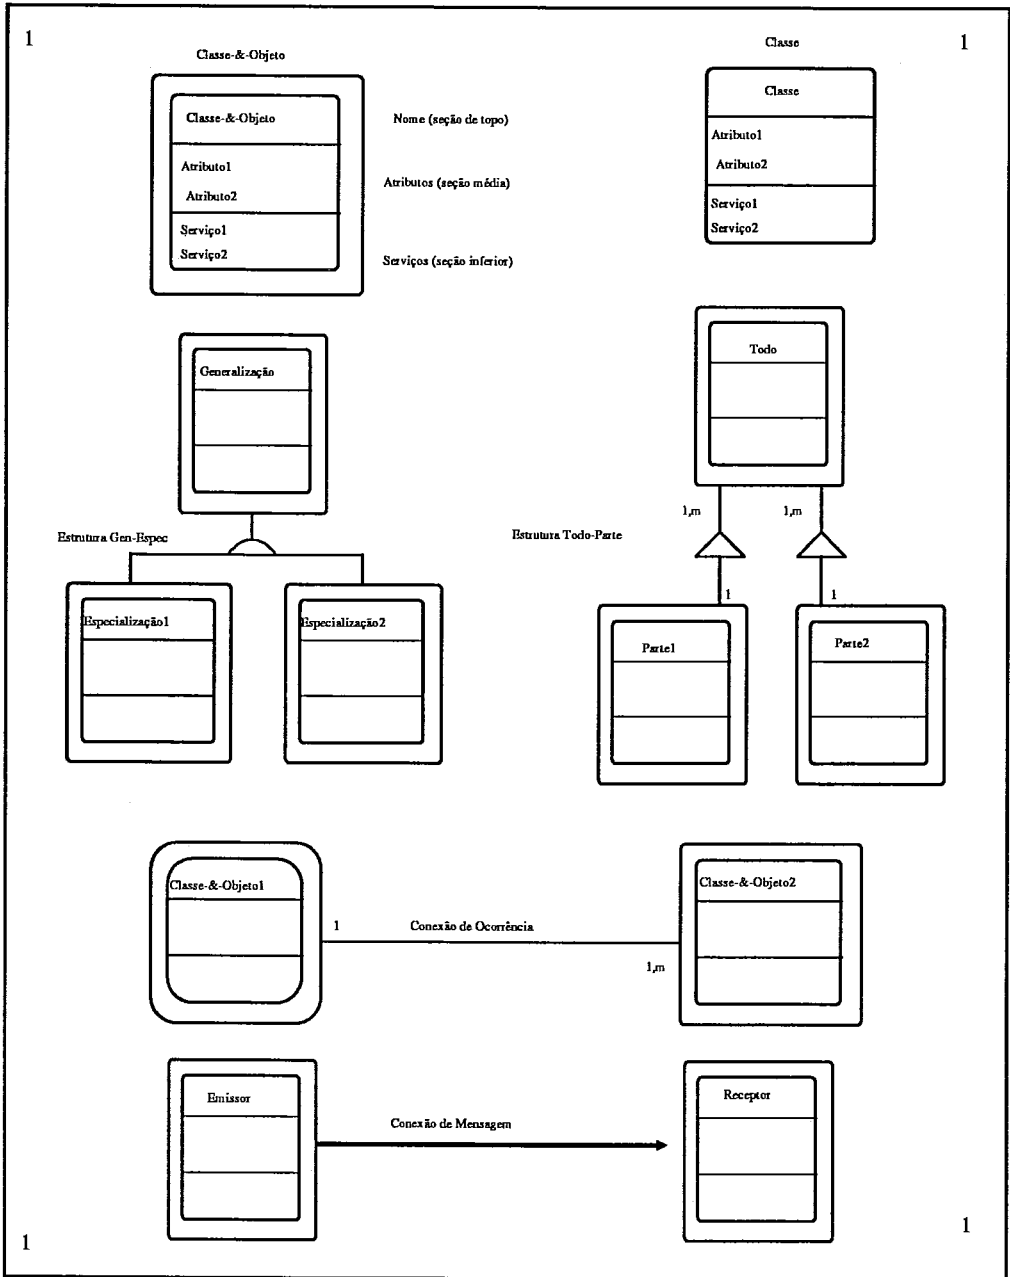 1
1
Classe-&-Objeto
Classe
Classe-&-Objeto
Nome (seção de topo)
Classe
Atributo1
Atributo2
Atributos (seção média)
Atributo1
Atributo2
Serviço1
Serviço2
Serviços (seção inferior)
Serviço1
Serviço2
Generalização
Todo
Estrutura Gen-Espec
Estrutura Todo-Parte
1,m
1,m
1
1
Especialização1
Especialização2
Parte1
Parte2
Classe-&-Objeto1
Classe-&-Objeto2
1
Conexão de Ocorrência
1,m
Emissor
Receptor
Conexão de Mensagem
1
1